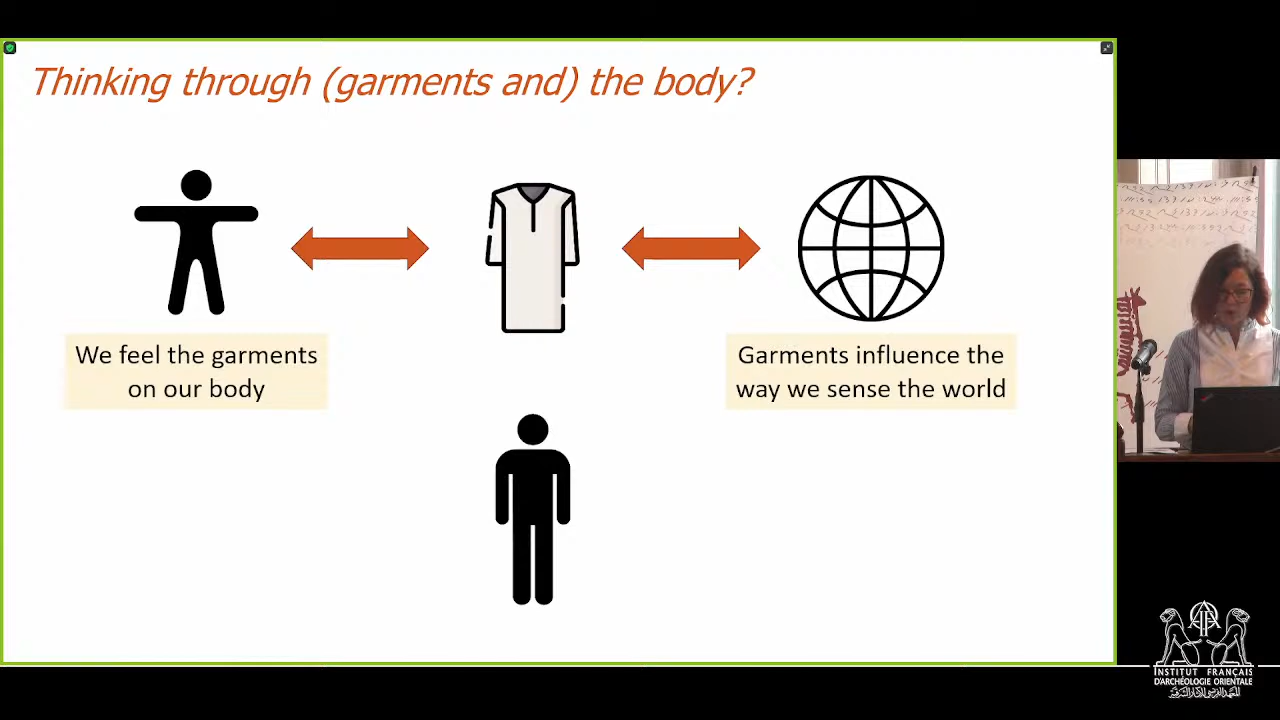 Thinking through (garments and) the body?
We feel the garments
on our body
Garments influence the
way we sense the world
INSTITUT FRANÇAIS
D'ARCHÉOLOGIE ORIENTALE